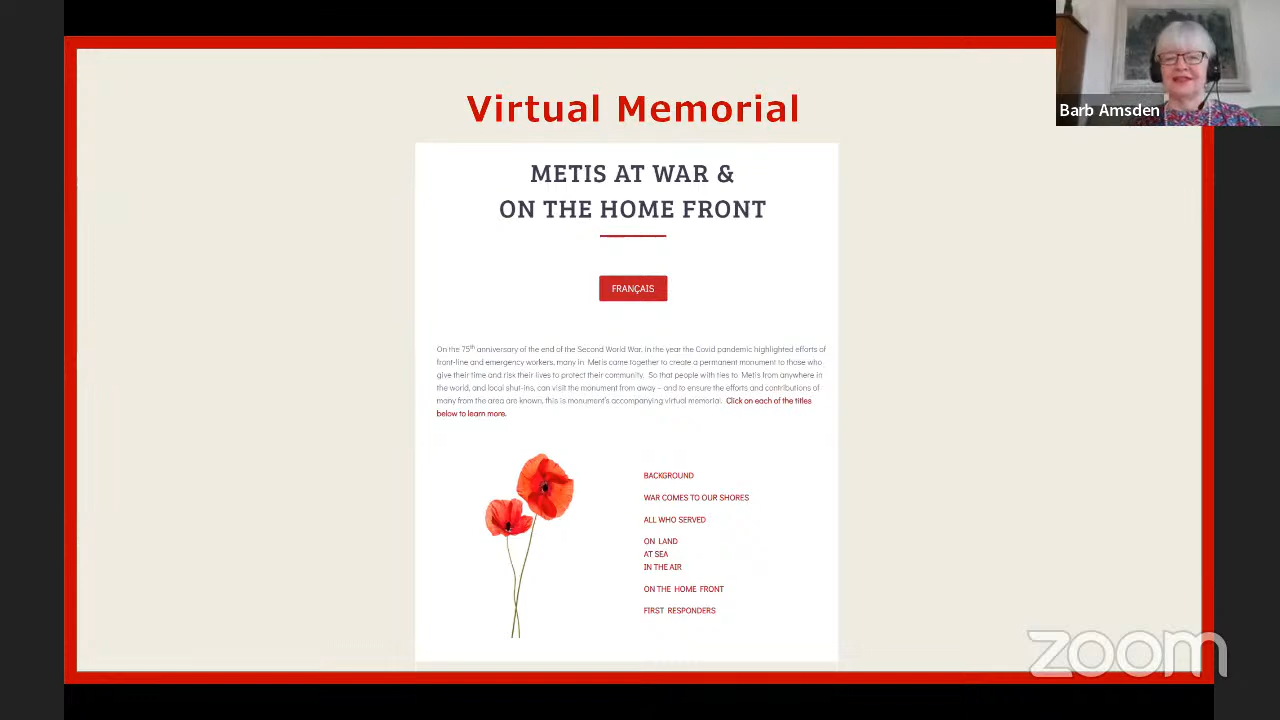 Virtual Memorial
Barb Amsden
METIS AT WAR &
ON THE HOME FRONT
FRANÇAIS
On the 75th anniversary of the end of the Second World War, in the year the Covid pandemic highlighted efforts of
front-line and emergency workers, many in Metis came together to create a permanent monument to those who
give their time and risk their lives to protect their community. So that people with ties to Metis from anywhere in
the world, and local shut-ins, can visit the monument from away – and to ensure the efforts and contributions of
many from the area are known, this is monument's accompanying virtual memorial. Click on each of the titles
below to learn more.
BACKGROUND
WAR COMES TO OUR SHORES
ALL WHO SERVED
ON LAND
AT SEA
IN THE AIR
ON THE HOME FRONT
FIRST RESPONDERS
zoom